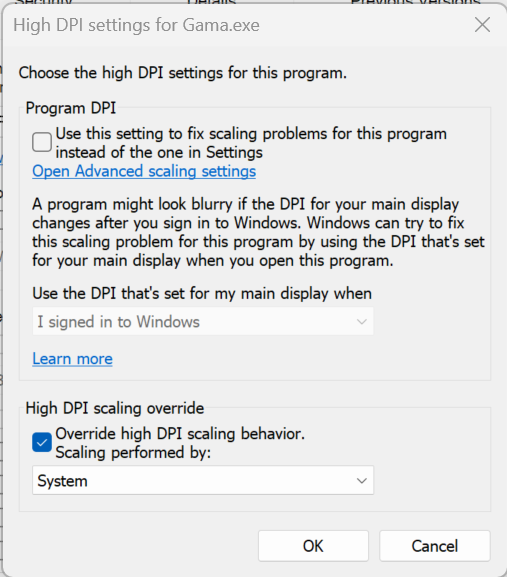 High DPI settings for Gama.exe
Choose the high DPI settings for this program.
Program DPI
Use this setting to fix scaling problems for this program
instead of the one in Settings
Open Advanced scaling settings
A program might look blurry if the DPI for your main display
changes after you sign in to Windows. Windows can try to fix
this scaling problem for this program by using the DPI that's set
for your main display when you open this program.
Use the DPI that's set for my main display when
I signed in to Windows
Learn more
High DPI scaling override
Override high DPI scaling behavior.
Scaling performed by:
System
OK Cancel